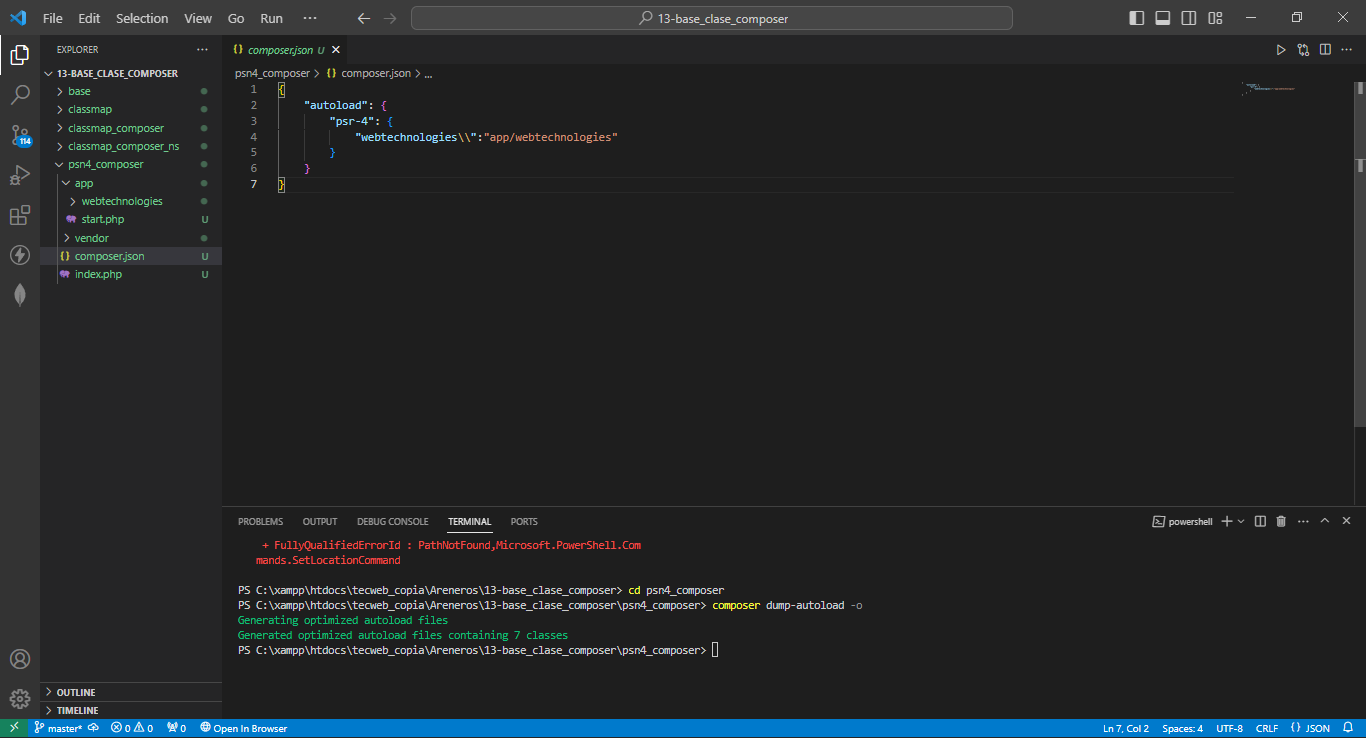 File Edit Selection View Go Run ···
13-base_clase_composer
EXPLORER ···
13-BASE_CLASE_COMPOSER
base
classmap
classmap_composer
classmap_composer_ns
psn4_composer
app
webtechnologies
start.php U
vendor
composer.json U
index.php U
OUTLINE
TIMELINE
114
{} composer.json U
psn4_composer > {} composer.json > ...
1 {
2 "autoload": {
3 "psr-4": {
4 "webtechnologies\\":"app/webtechnologies"
5 }
6 }
7 }
PROBLEMS OUTPUT DEBUG CONSOLE TERMINAL PORTS
powershell
+ FullyQualifiedErrorId : PathNotFound,Microsoft.PowerShell.Com
mands.SetLocationCommand
PS C:\xampp\htdocs\tecweb_copia\Areneros\13-base_clase_composer> cd psn4_composer
PS C:\xampp\htdocs\tecweb_copia\Areneros\13-base_clase_composer\psn4_composer> composer dump-autoload -o
Generating optimized autoload files
Generated optimized autoload files containing 7 classes
PS C:\xampp\htdocs\tecweb_copia\Areneros\13-base_clase_composer\psn4_composer>
master* 0 0 0 Open In Browser
Ln 7, Col 2 Spaces: 4 UTF-8 CRLF {} JSON